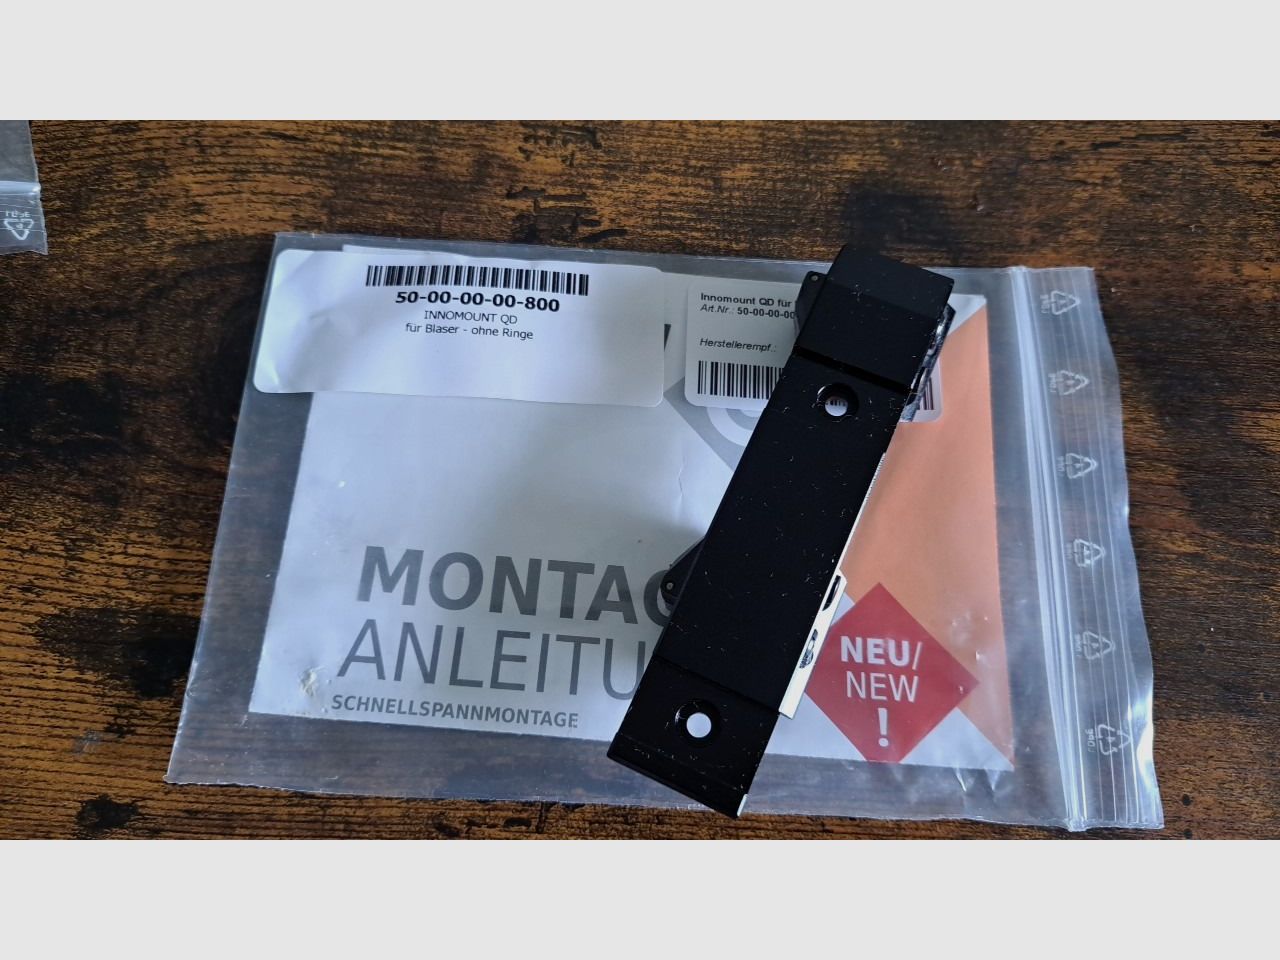 50-00-00-00-800
INNOMOUNT QD
für Blaser - ohne Ringe
Innomount QD für
Art.Nr.: 50-00-00-00
Herstellerempf.:
MONTAG
ANLEITU
SCHNELLSPANNMONTAGE
NEU/
NEW
!